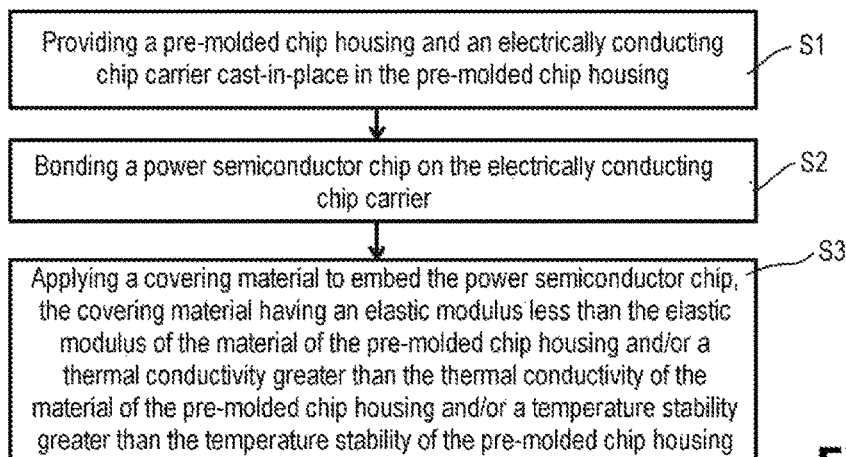 Providing a pre-molded chip housing and an electrically conducting
chip carrier cast-in-place in the pre-molded chip housing
S1
Bonding a power semiconductor chip on the electrically conducting
chip carrier
S2
Applying a covering material to embed the power semiconductor chip,
the covering material having an elastic modulus less than the elastic
modulus of the material of the pre-molded chip housing and/or a
thermal conductivity greater than the thermal conductivity of the
material of the pre-molded chip housing and/or a temperature stability
greater than the temperature stability of the pre-molded chip housing
S3